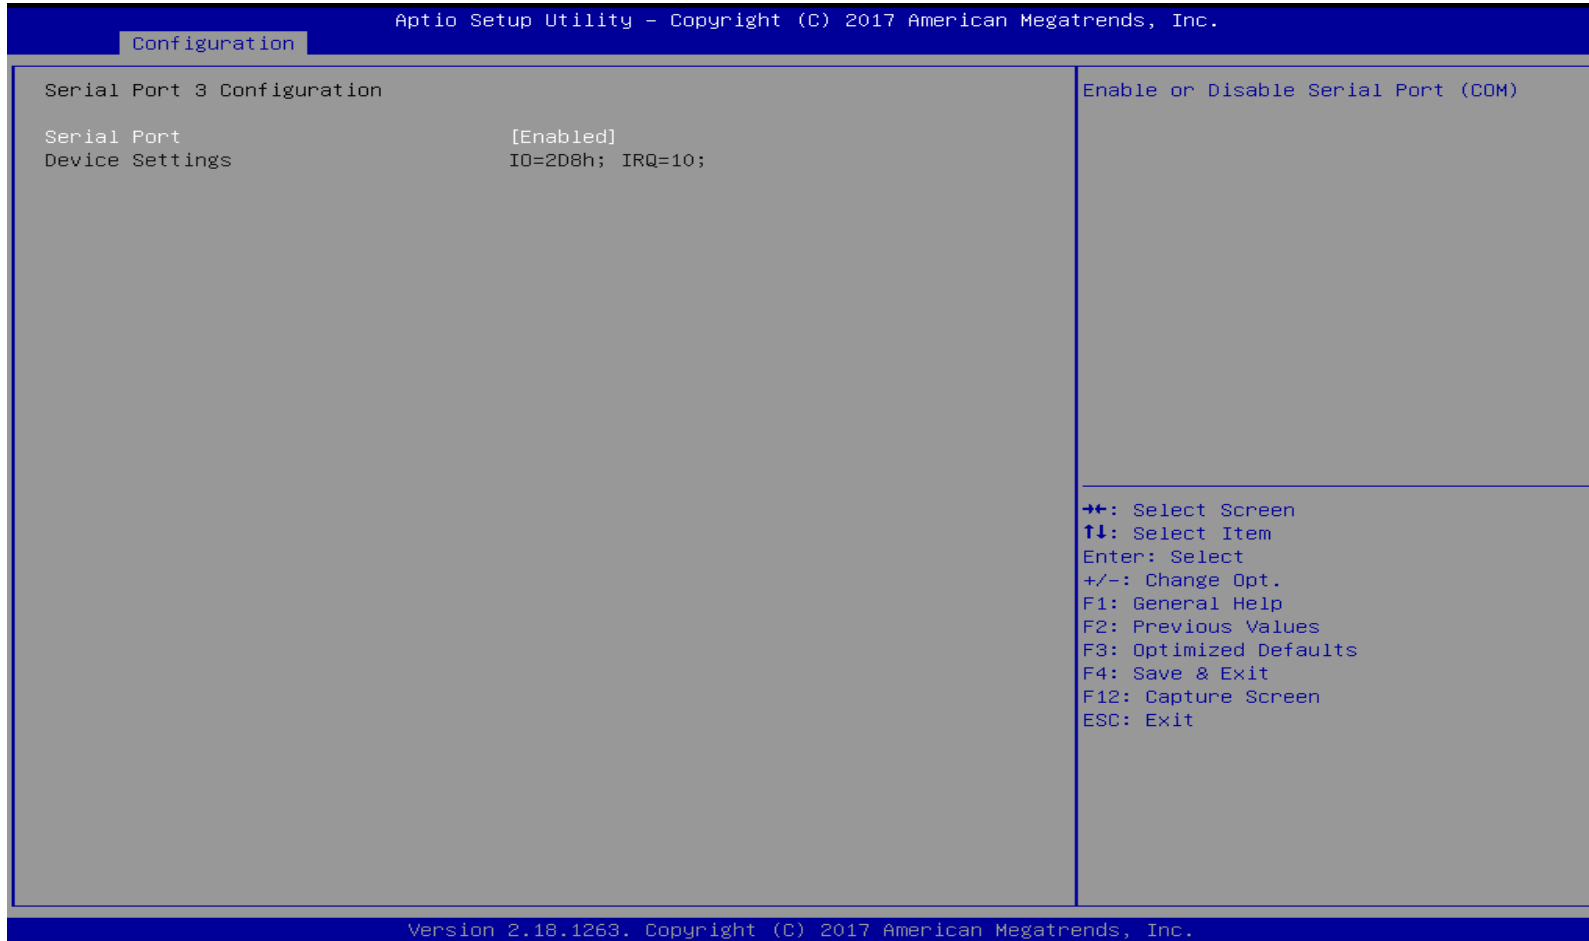 Aptio Setup Utility – Copyright (C) 2017 American Megatrends, Inc.
Configuration
Serial Port 3 Configuration
Serial Port [Enabled]
Device Settings IO=2D8h; IRQ=10;
Enable or Disable Serial Port (COM)
→←: Select Screen
↑↓: Select Item
Enter: Select
+/-: Change Opt.
F1: General Help
F2: Previous Values
F3: Optimized Defaults
F4: Save & Exit
F12: Capture Screen
ESC: Exit
Version 2.18.1263. Copyright (C) 2017 American Megatrends, Inc.